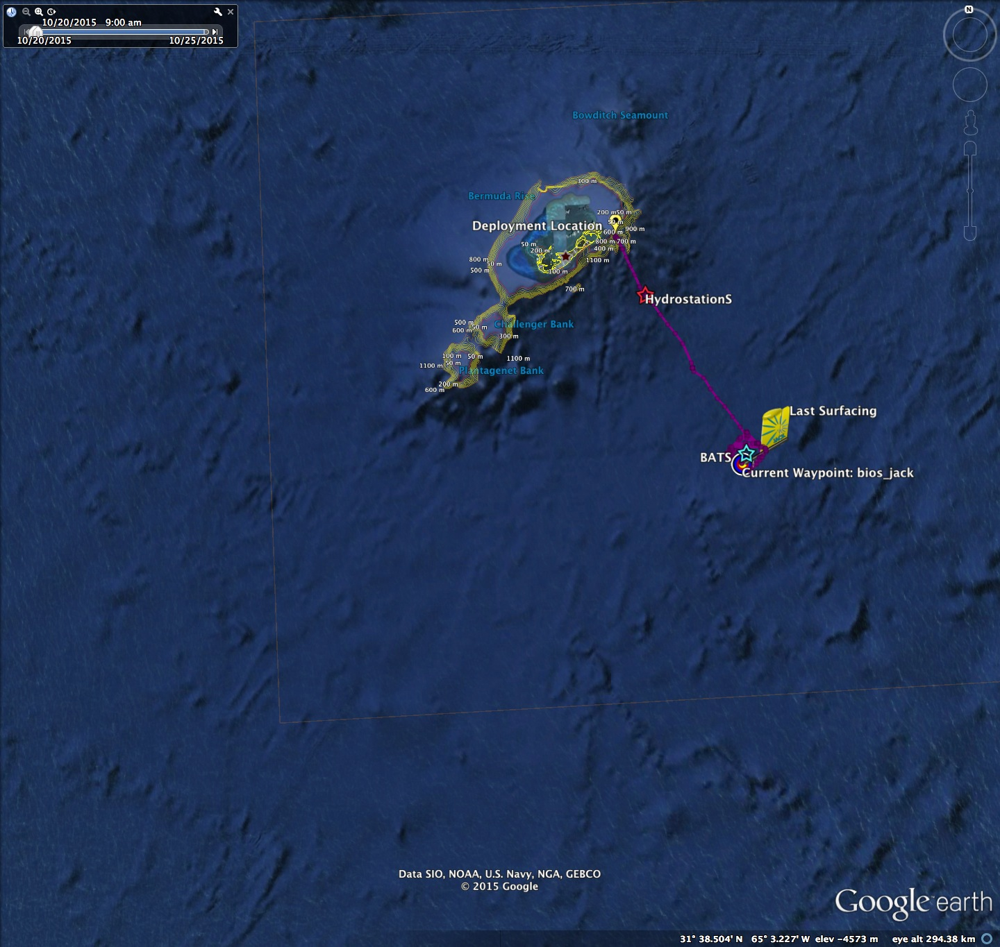 10/20/2015 9:00 am
10/20/2015 10/25/2015
N
Bowditch Seamount
300 m
Bermuda Rise
200 m 50 m
Deployment Location
50 m
900 m
600 m
800 m 700 m
50 m
400 m
200 m
800 m
50 m
1100 m
500 m
100 m
700 m
HydrostationS
500 m
50 m
Challenger Bank
600 m
300 m
100 m
50 m
1100 m
1100 m
50 m
Plantagenet Bank
200 m
600 m
Last Surfacing
BATS
Current Waypoint: bios_jack
Data SIO, NOAA, U.S. Navy, NGA, GEBCO
© 2015 Google
Google earth
31° 38.504' N 65° 3.227' W elev -4573 m eye alt 294.38 km